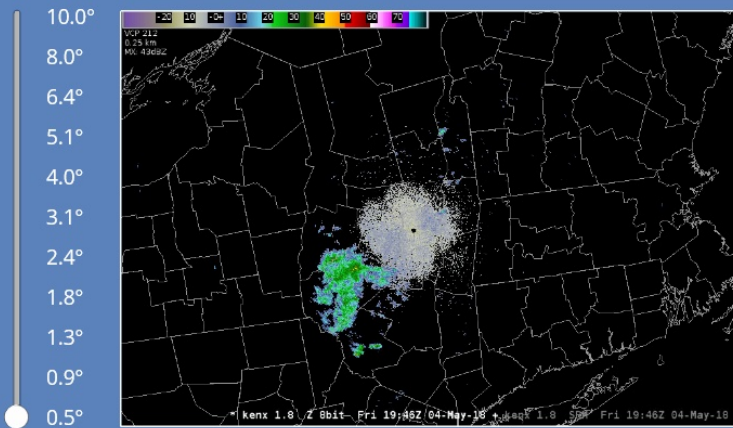 10.0°
8.0°
6.4°
5.1°
4.0°
3.1°
2.4°
1.8°
1.3°
0.9°
0.5°
-20 10 -0+ 10 20 30 40 50 60 70
VCP 212
0.25 km
MX: 43dBZ
* kenx 1.8 Z 8bit Fri 19:46Z 04-May-18 + kenx 1.8 SRM Fri 19:46Z 04-May-18